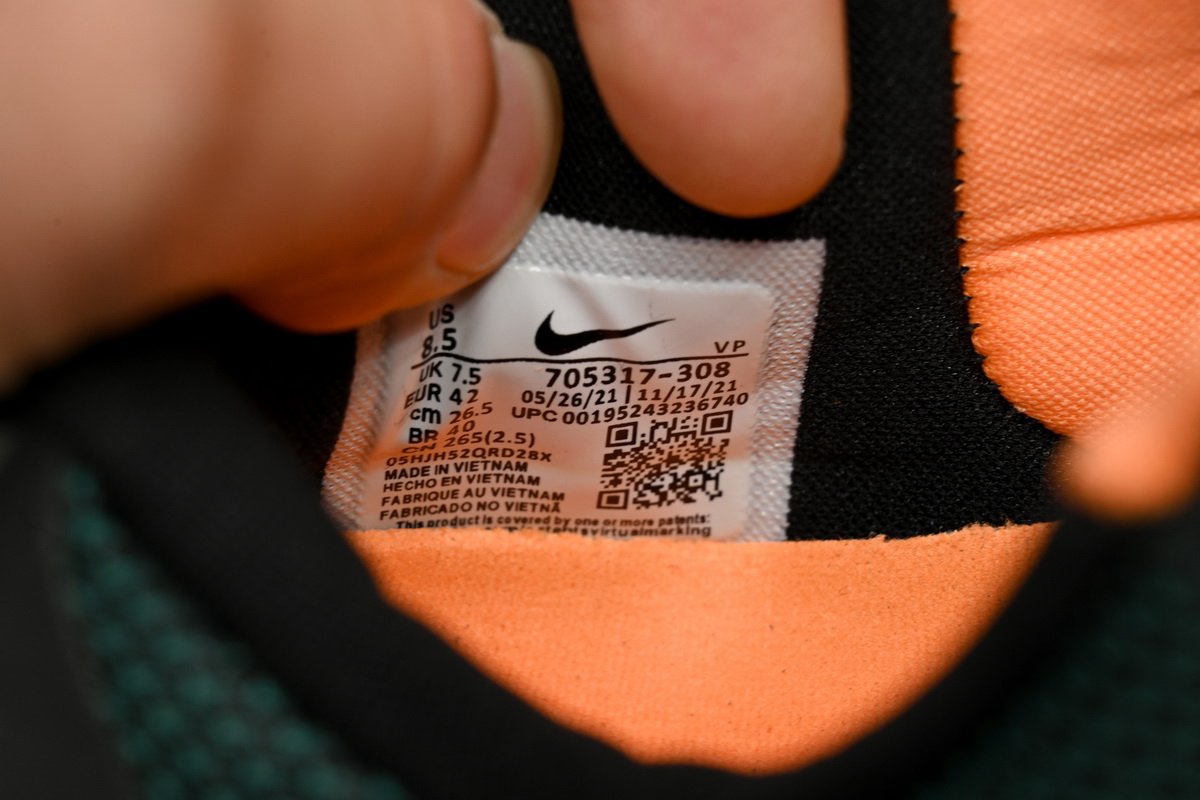 US
8.5
VP
UK 7.5
705317-308
EUR 42
05/26/21 | 11/17/21
cm 26.5
UPC 00195243236740
BR 40
CN 265(2.5)
05HJH52QRD28X
MADE IN VIETNAM
HECHO EN VIETNAM
FABRIQUE AU VIETNAM
FABRICADO NO VIETNÃ
This product is covered by one or more patents: